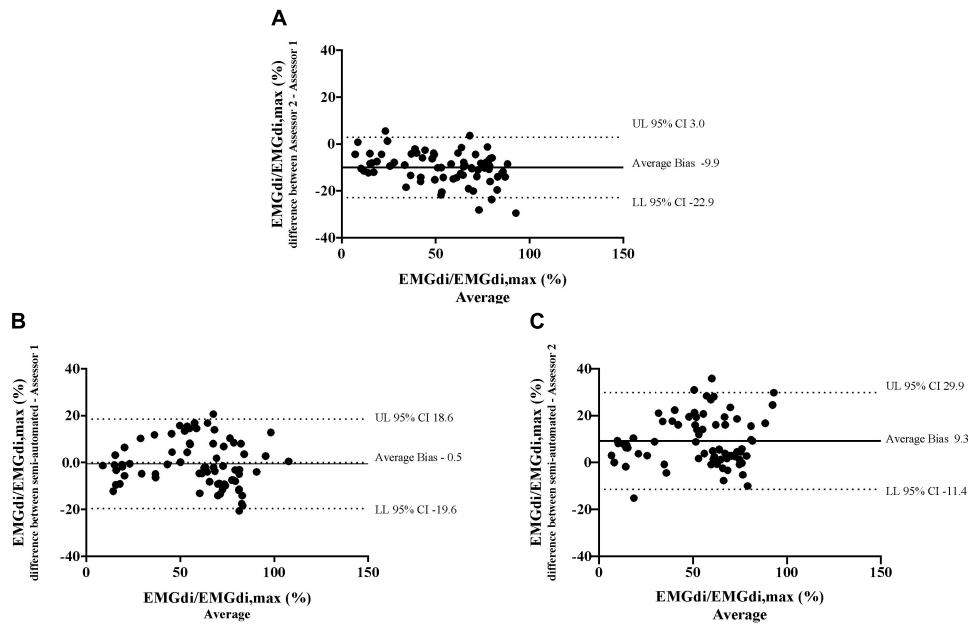 A
EMGdi/EMGdi,max (%)
difference between Assessor 2 - Assessor 1
40
20
0
-20
-40
0
50
100
150
UL 95% CI 3.0
Average Bias -9.9
LL 95% CI -22.9
EMGdi/EMGdi,max (%)
Average
B
EMGdi/EMGdi,max (%)
difference between semi-automated - Assessor 1
40
20
0.0
-20
-40
0
50
100
150
UL 95% CI 18.6
Average Bias - 0.5
LL 95% CI -19.6
EMGdi/EMGdi,max (%)
Average
C
EMGdi/EMGdi,max (%)
difference between semi-automated - Assessor 2
40
20
0
-20
-40
0
50
100
150
UL 95% CI 29.9
Average Bias 9.3
LL 95% CI -11.4
EMGdi/EMGdi,max (%)
Average